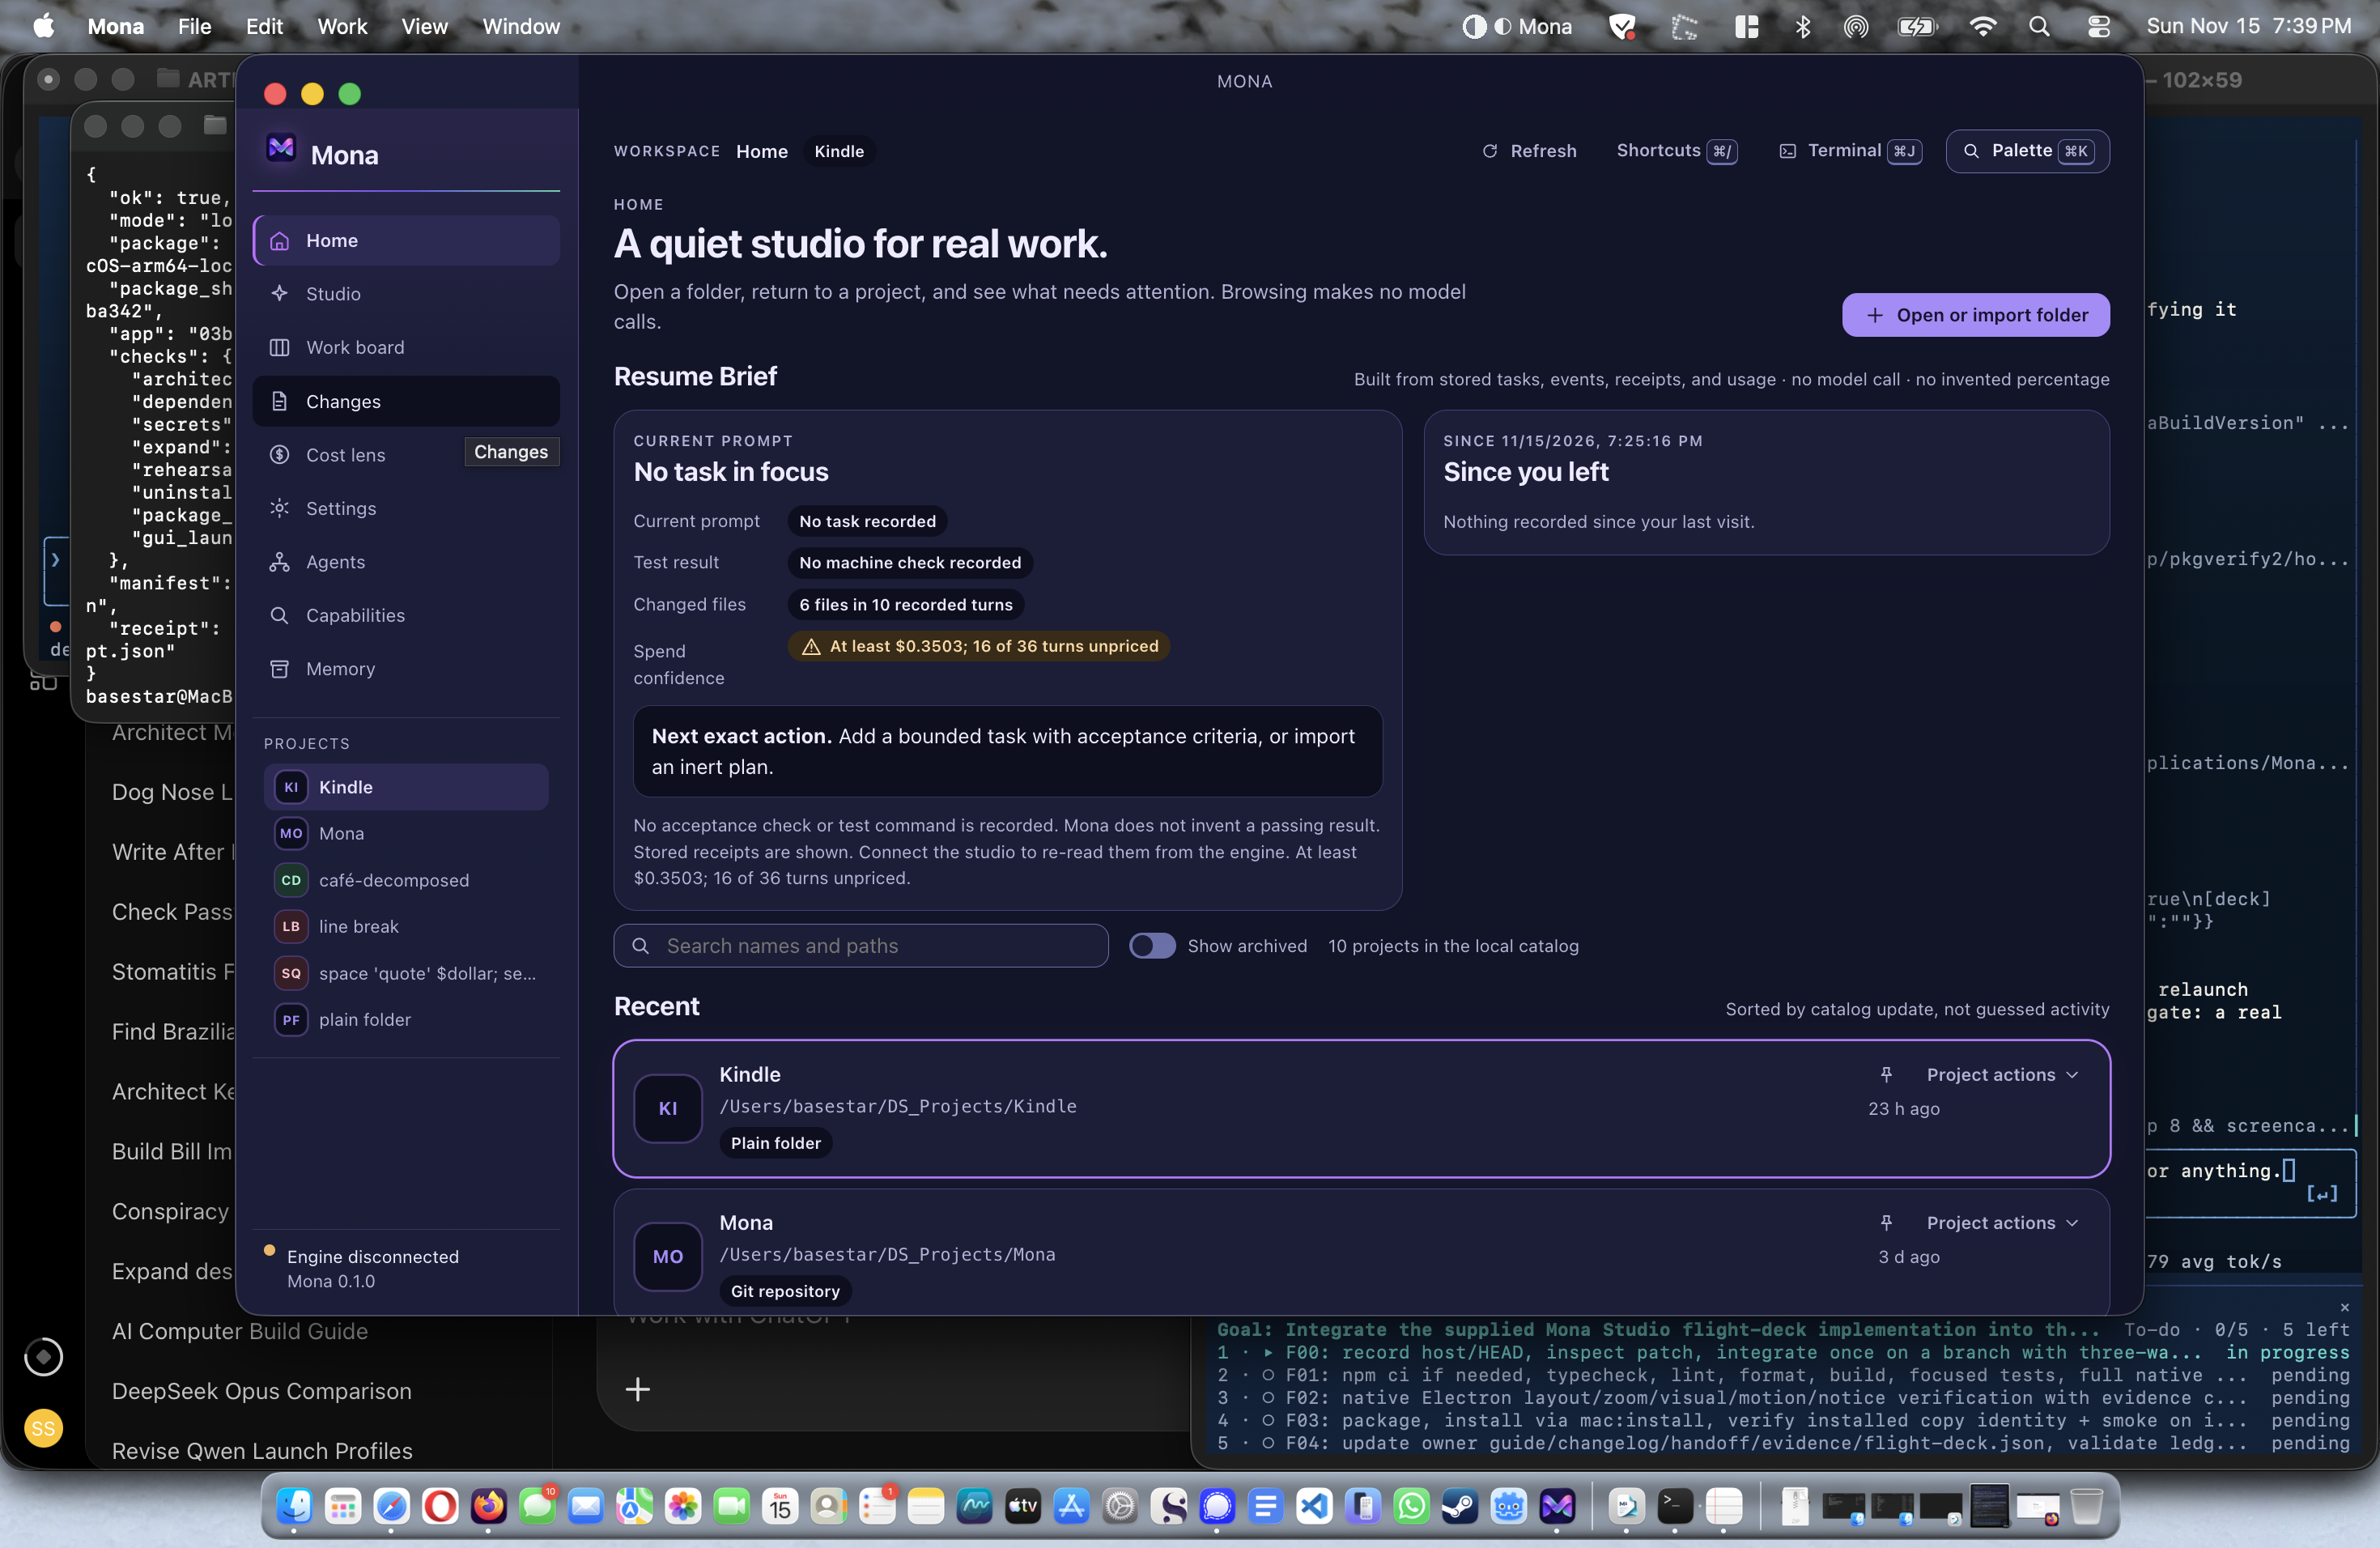 Mona File Edit Work View Window
Mona Sun Nov 15 7:39 PM
ARTI
— 102×59
MONA
{
"ok": true,
"mode": "lo
"package":
cOS-arm64-loc
"package_sh
ba342",
"app": "03b
"checks": {
"architec
"dependen
"secrets"
"expand":
"rehearsa
"uninstal
"package_
"gui_laun
},
"manifest":
n",
"receipt":
pt.json"
}
basestar@MacB
de
Mona
Home
Studio
Work board
Changes
Cost lens
Changes
Settings
Agents
Capabilities
Memory
PROJECTS
KI Kindle
MO Mona
CD café-decomposed
LB line break
SQ space 'quote' $dollar; se...
PF plain folder
Engine disconnected
Mona 0.1.0
WORKSPACE Home Kindle
Refresh Shortcuts ⌘/ Terminal ⌘J Palette ⌘K
HOME
A quiet studio for real work.
Open a folder, return to a project, and see what needs attention. Browsing makes no model
calls.
+ Open or import folder
Resume Brief
Built from stored tasks, events, receipts, and usage · no model call · no invented percentage
CURRENT PROMPT
No task in focus
Current prompt No task recorded
Test result No machine check recorded
Changed files 6 files in 10 recorded turns
Spend
confidence
At least $0.3503; 16 of 36 turns unpriced
Next exact action. Add a bounded task with acceptance criteria, or import
an inert plan.
No acceptance check or test command is recorded. Mona does not invent a passing result.
Stored receipts are shown. Connect the studio to re-read them from the engine. At least
$0.3503; 16 of 36 turns unpriced.
SINCE 11/15/2026, 7:25:16 PM
Since you left
Nothing recorded since your last visit.
Search names and paths
Show archived 10 projects in the local catalog
Recent
Sorted by catalog update, not guessed activity
KI
Kindle
/Users/basestar/DS_Projects/Kindle
Plain folder
Project actions
23 h ago
MO
Mona
/Users/basestar/DS_Projects/Mona
Git repository
Project actions
3 d ago
Architect M
Dog Nose L
Write After
Check Pass
Stomatitis F
Find Brazilia
Architect Ke
Build Bill Im
Conspiracy
Expand des
AI Computer Build Guide
DeepSeek Opus Comparison
Revise Qwen Launch Profiles
SS
Work with ChatGPT
fying it
aBuildVersion" ...
p/pkgverify2/ho...
plications/Mona...
rue\n[deck]
":""}}
relaunch
gate: a real
p 8 && screenca...
or anything.
[↵]
79 avg tok/s
×
Goal: Integrate the supplied Mona Studio flight-deck implementation into th... To-do · 0/5 · 5 left
1 · ▸ F00: record host/HEAD, inspect patch, integrate once on a branch with three-wa... in progress
2 · ○ F01: npm ci if needed, typecheck, lint, format, build, focused tests, full native ... pending
3 · ○ F02: native Electron layout/zoom/visual/motion/notice verification with evidence c... pending
4 · ○ F03: package, install via mac:install, verify installed copy identity + smoke on i... pending
5 · ○ F04: update owner guide/changelog/handoff/evidence/flight-deck.json, validate ledg... pending
10
Sun
15
1
tv